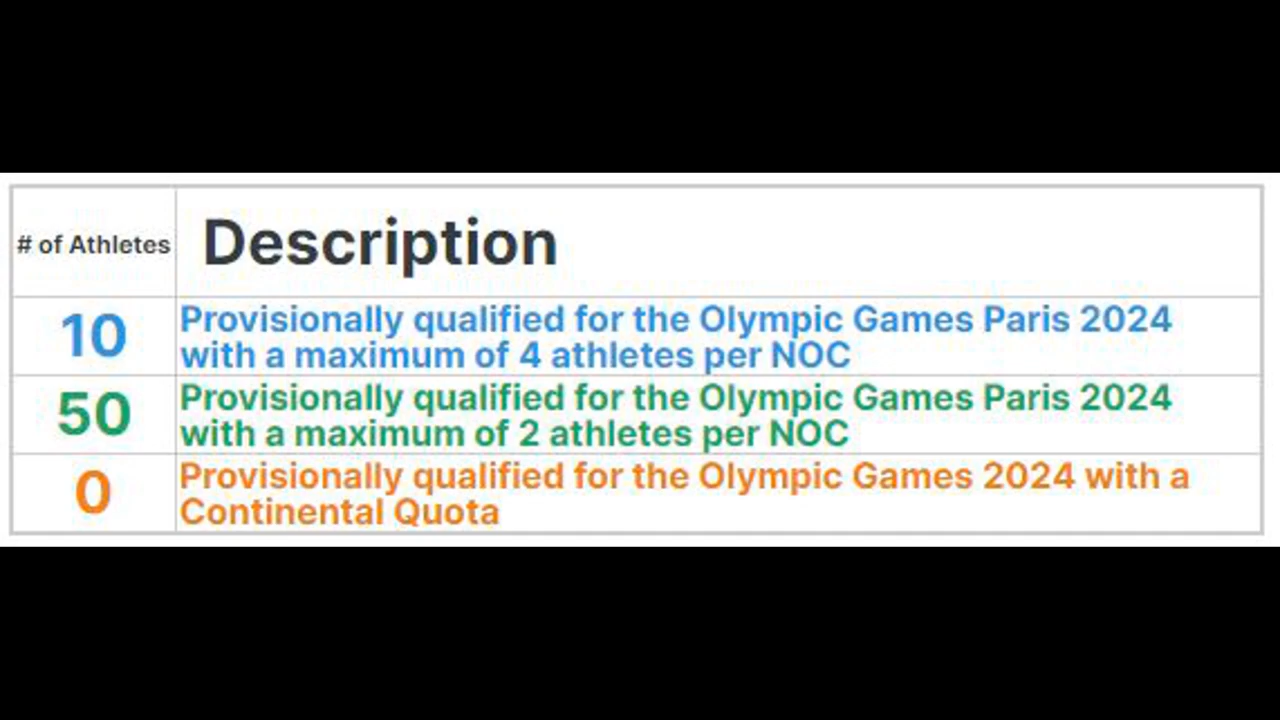 # of Athletes Description
10 Provisionally qualified for the Olympic Games Paris 2024
with a maximum of 4 athletes per NOC
50 Provisionally qualified for the Olympic Games Paris 2024
with a maximum of 2 athletes per NOC
0 Provisionally qualified for the Olympic Games 2024 with a
Continental Quota